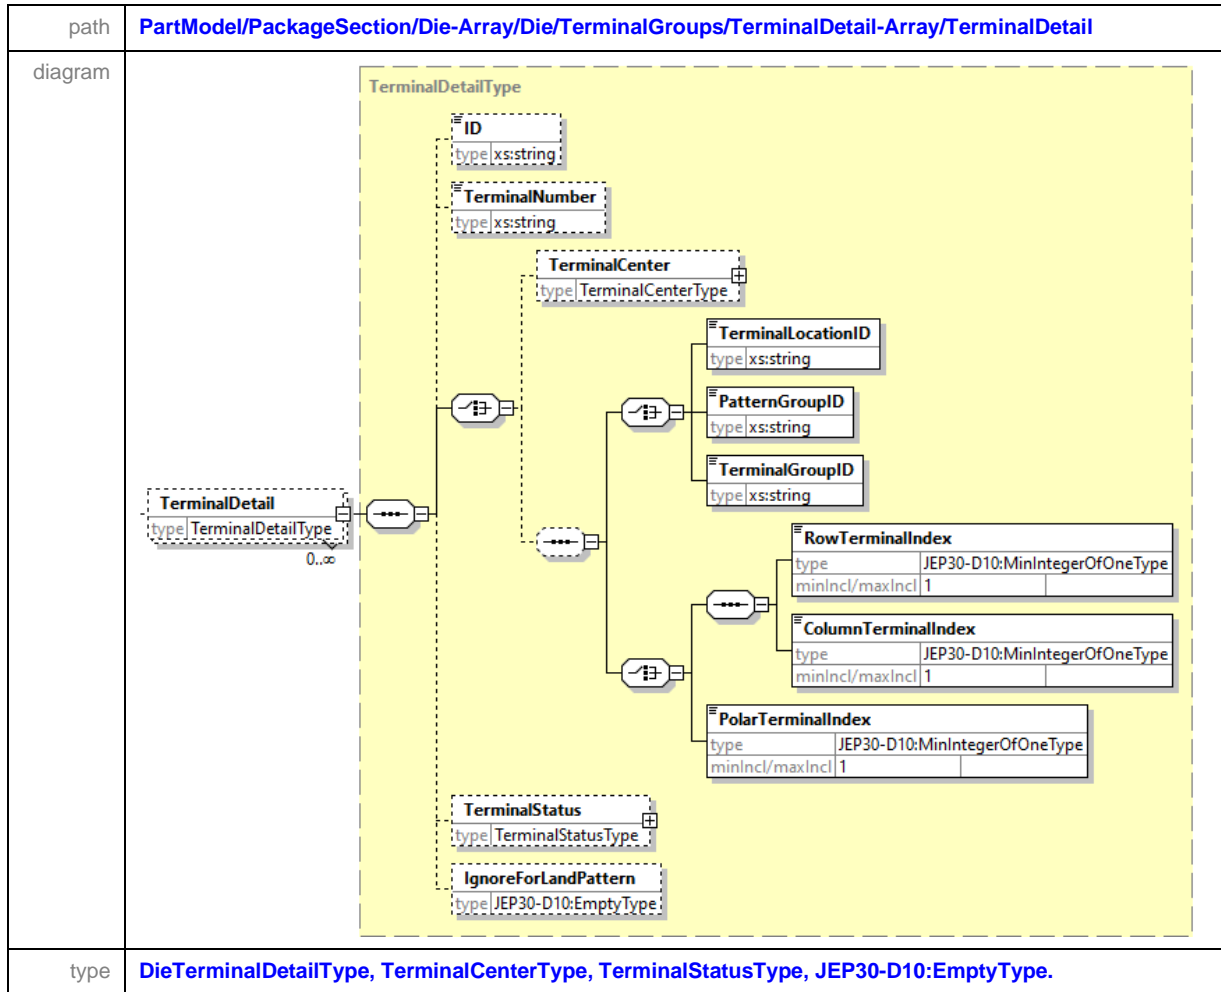 path PartModel/PackageSection/Die-Array/Die/TerminalGroups/TerminalDetail-Array/TerminalDetail
diagram
TerminalDetailType
ID
type xs:string
TerminalNumber
type xs:string
TerminalCenter
type TerminalCenterType
TerminalLocationID
type xs:string
PatternGroupID
type xs:string
TerminalGroupID
type xs:string
TerminalDetail
type TerminalDetailType
0..∞
RowTerminalIndex
type JEP30-D10:MinIntegerOfOneType
minIncl/maxIncl 1
ColumnTerminalIndex
type JEP30-D10:MinIntegerOfOneType
minIncl/maxIncl 1
PolarTerminalIndex
type JEP30-D10:MinIntegerOfOneType
minIncl/maxIncl 1
TerminalStatus
type TerminalStatusType
IgnoreForLandPattern
type JEP30-D10:EmptyType
type DieTerminalDetailType, TerminalCenterType, TerminalStatusType, JEP30-D10:EmptyType.